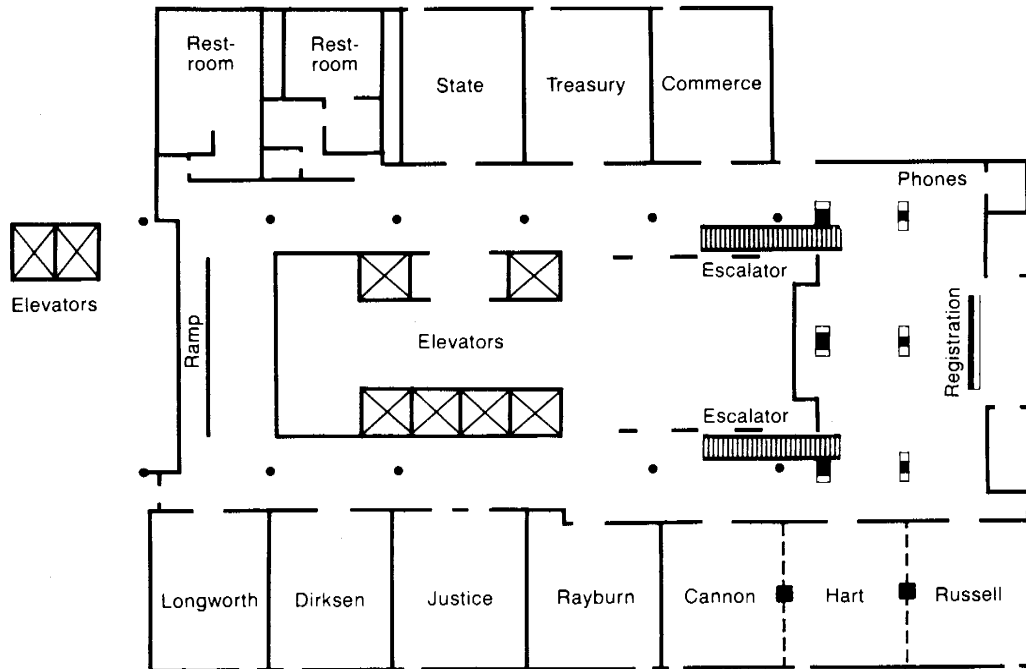 Rest-
room
Rest-
room
State
Treasury
Commerce
Phones
Elevators
Ramp
Escalator
Elevators
Registration
Escalator
Longworth
Dirksen
Justice
Rayburn
Cannon
Hart
Russell